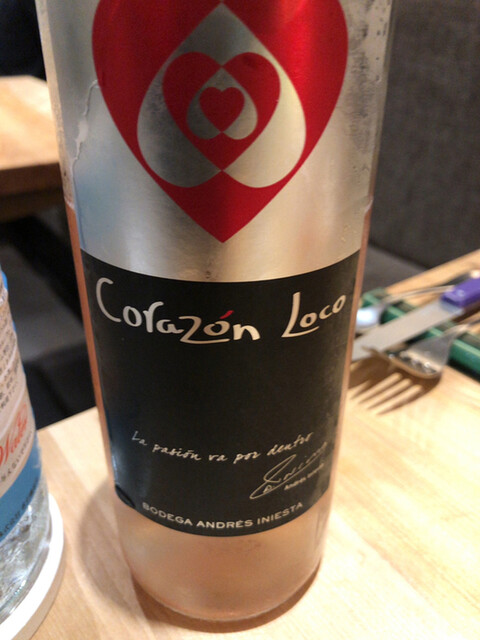 Corazón Loco
La pasión va por dentro
BODEGA ANDRÉS INIESTA